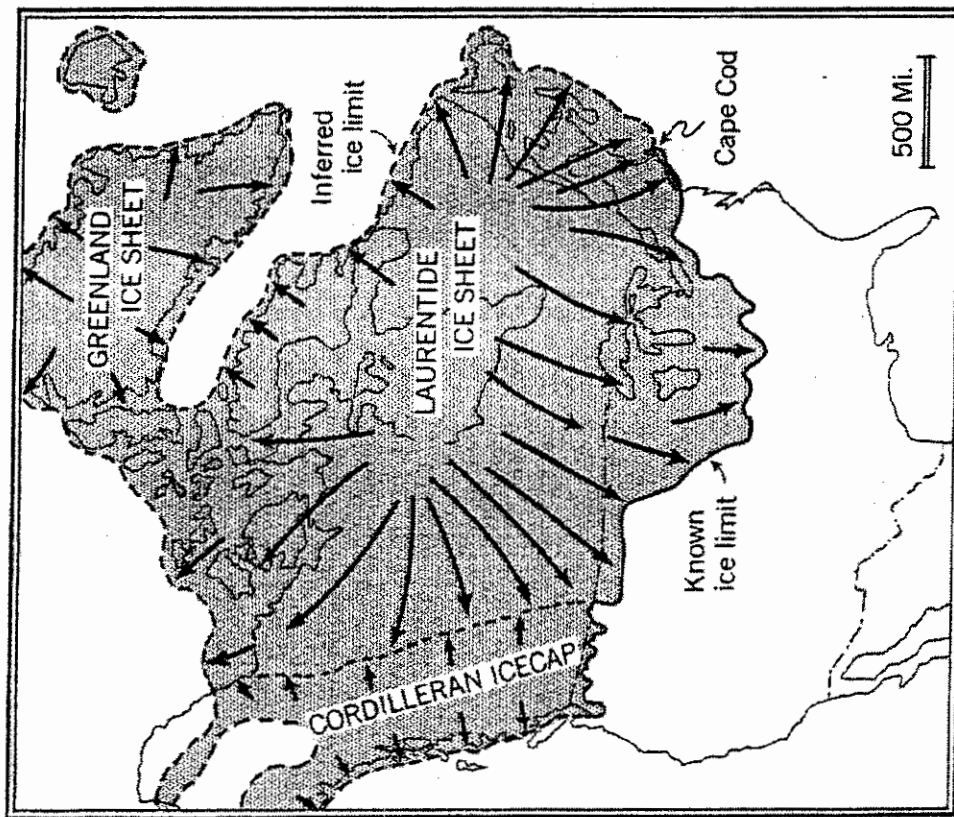 GREENLAND
ICE SHEET
Inferred
ice limit
LAURENTIDE
ICE SHEET
CORDILLERAN ICECAP
Known
ice limit
Cape Cod
500 Mi.